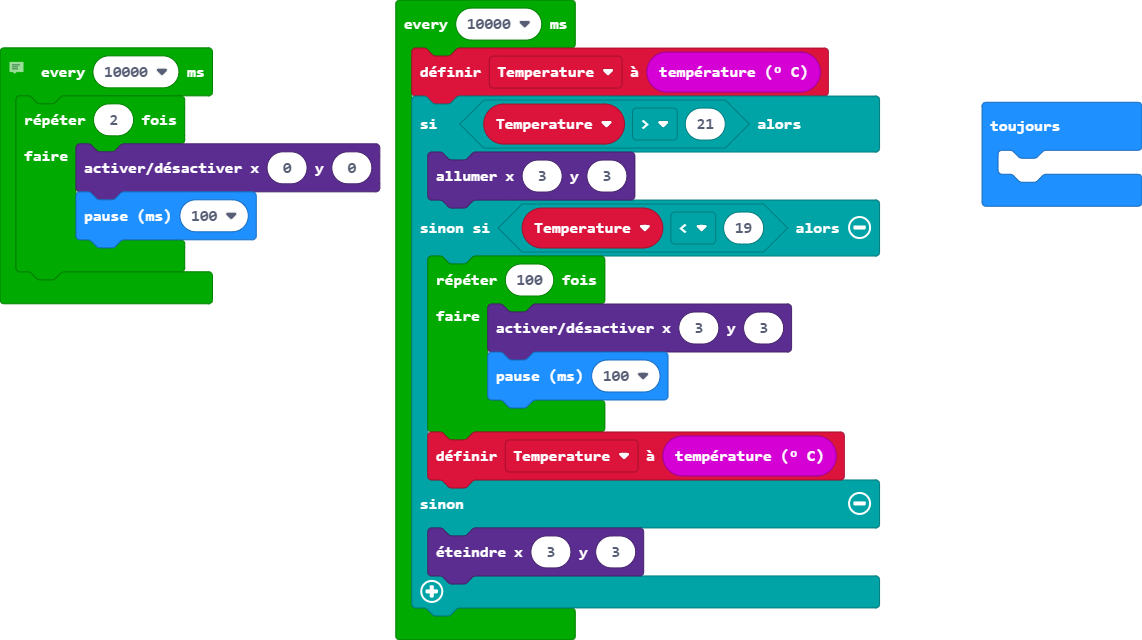 every 10000 ms
répéter 2 fois
faire
activer/désactiver x 0 y 0
pause (ms) 100
every 10000 ms
définir Temperature à température (º C)
si Temperature > 21 alors
allumer x 3 y 3
sinon si Temperature < 19 alors
répéter 100 fois
faire
activer/désactiver x 3 y 3
pause (ms) 100
définir Temperature à température (º C)
sinon
éteindre x 3 y 3
toujours